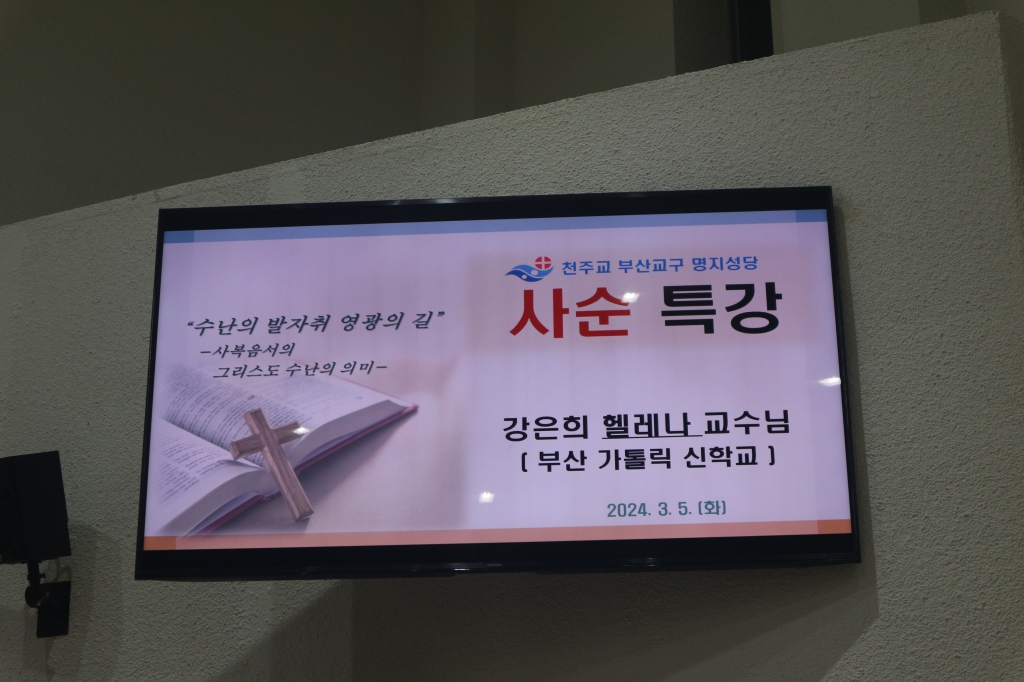 “수난의 발자취 영광의 길”
-사복음서의
그리스도 수난의 의미-
천주교 부산교구 명지성당
사순 특강
강은희 헬레나 교수님
( 부산 가톨릭 신학교 )
2024. 3. 5. (화)